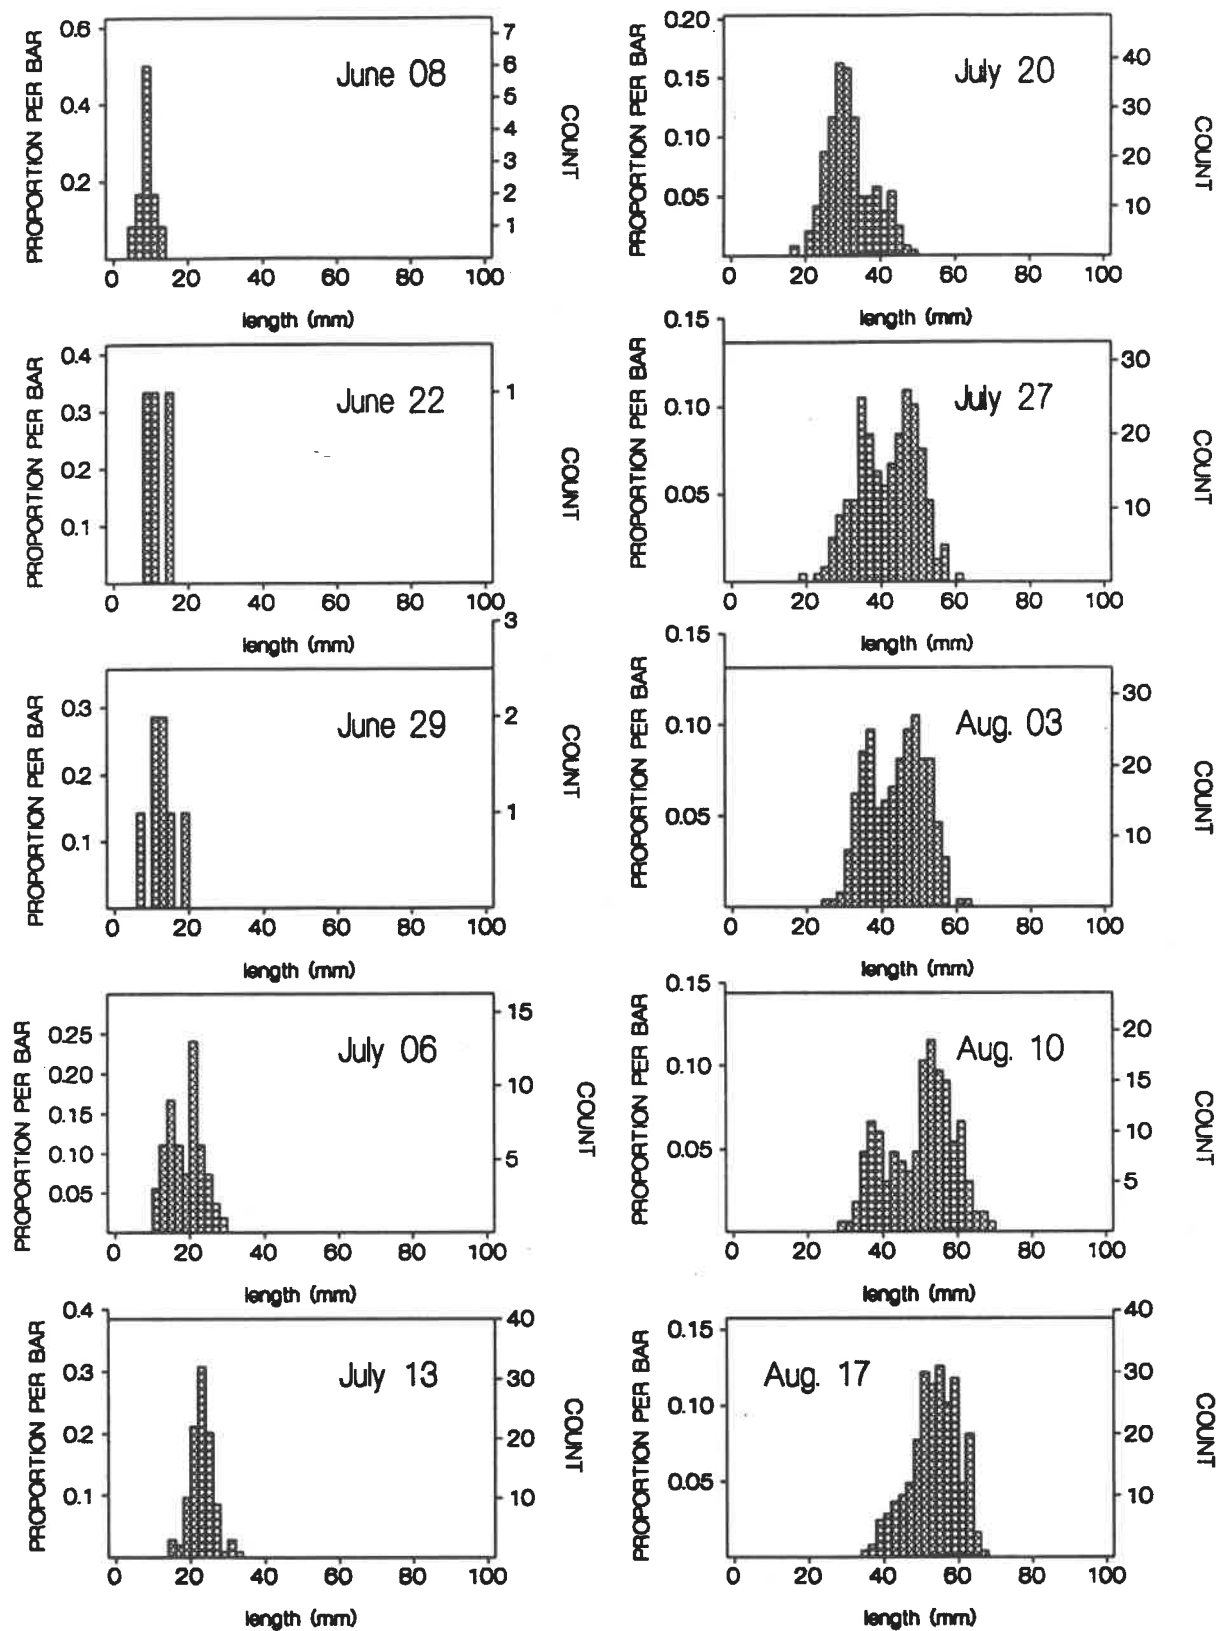 PROPORTION PER BAR
0.6
0.4
0.2
June 08
7
6
5
4
3
2
1
COUNT
0 20 40 60 80 100
length (mm)
PROPORTION PER BAR
0.4
0.3
0.2
0.1
June 22
1
COUNT
0 20 40 60 80 100
length (mm)
PROPORTION PER BAR
0.3
0.2
0.1
June 29
3
2
1
COUNT
0 20 40 60 80 100
length (mm)
PROPORTION PER BAR
0.25
0.20
0.15
0.10
0.05
July 06
15
10
5
COUNT
0 20 40 60 80 100
length (mm)
PROPORTION PER BAR
0.4
0.3
0.2
0.1
July 13
40
30
20
10
COUNT
0 20 40 60 80 100
length (mm)
PROPORTION PER BAR
0.20
0.15
0.10
0.05
July 20
40
30
20
10
COUNT
0 20 40 60 80 100
length (mm)
PROPORTION PER BAR
0.15
0.10
0.05
July 27
30
20
10
COUNT
0 20 40 60 80 100
length (mm)
PROPORTION PER BAR
0.15
0.10
0.05
Aug. 03
30
20
10
COUNT
0 20 40 60 80 100
length (mm)
PROPORTION PER BAR
0.15
0.10
0.05
Aug. 10
20
15
10
5
COUNT
0 20 40 60 80 100
length (mm)
PROPORTION PER BAR
0.15
0.10
0.05
Aug. 17
40
30
20
10
COUNT
0 20 40 60 80 100
length (mm)